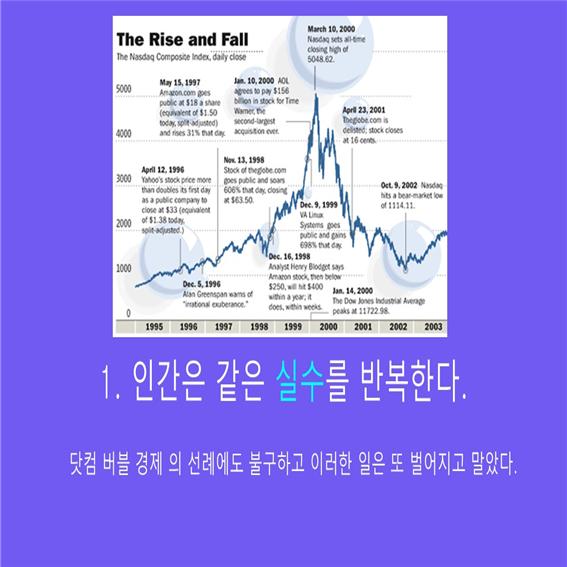 The Rise and Fall
The Nasdaq Composite Index, daily close
March 10, 2000
Nasdaq sets all-time
closing high of
5048.62.
May 15, 1997
Amazon.com goes
public at $18 a share
(equivalent of $1.50
today, split-adjusted)
and rises 31% that day.
Jan. 10, 2000 AOL
agrees to pay $156
billion in stock for Time
Warner, the
second-largest
acquisition ever.
April 23, 2001
Theglobe.com is
delisted; stock closes
at 16 cents.
April 12, 1996
Yahoo's stock price more
than doubles its first day
as a public company to
close at $33 (equivalent
of $1.38 today,
split-adjusted.)
Nov. 13, 1998
Stock of theglobe.com
goes public and soars
606% that day, closing
at $63.50.
Oct. 9, 2002 Nasdaq
hits a bear-market low
of 1114.11.
Dec. 9, 1999
VA Linux
Systems goes
public and gains
698% that day.
Dec. 5, 1996
Alan Greenspan warns of
"irrational exuberance."
Dec. 16, 1998
Analyst Henry Blodget says
Amazon stock, then below
$250, will hit $400
within a year; it
does, within weeks.
Jan. 14, 2000
The Dow Jones Industrial Average
peaks at 11722.98.
5000
4000
3000
2000
1000
0
1995 1996 1997 1998 1999 2000 2001 2002 2003
1. 인간은 같은 실수를 반복한다.
닷컴 버블 경제 의 선례에도 불구하고 이러한 일은 또 벌어지고 말았다.